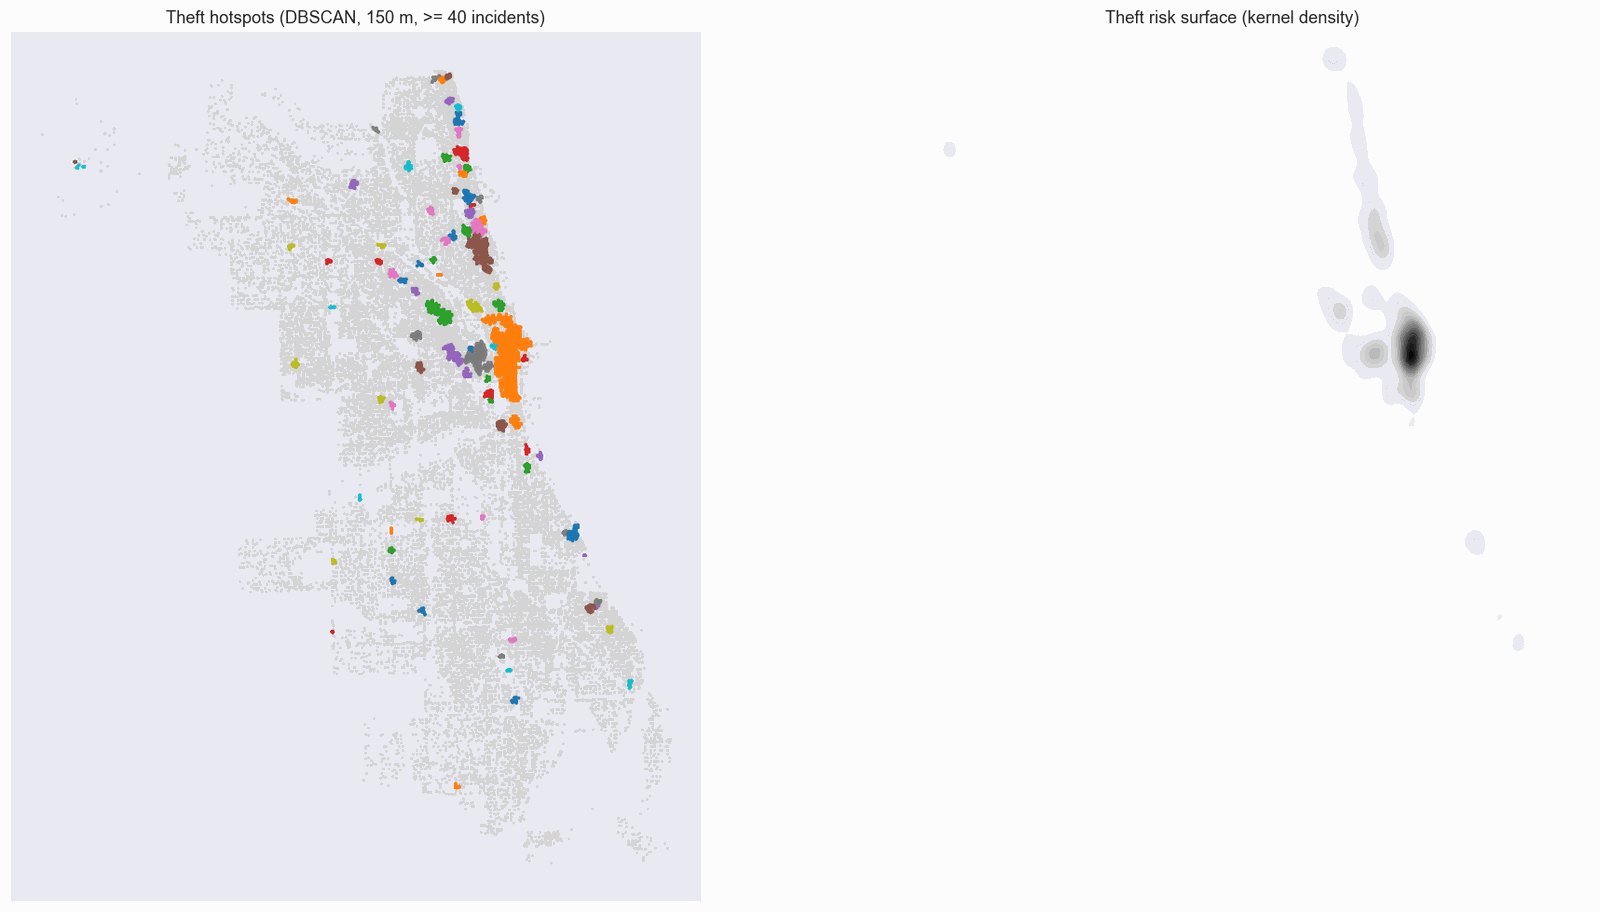 Theft hotspots (DBSCAN, 150 m, >= 40 incidents)
Theft risk surface (kernel density)